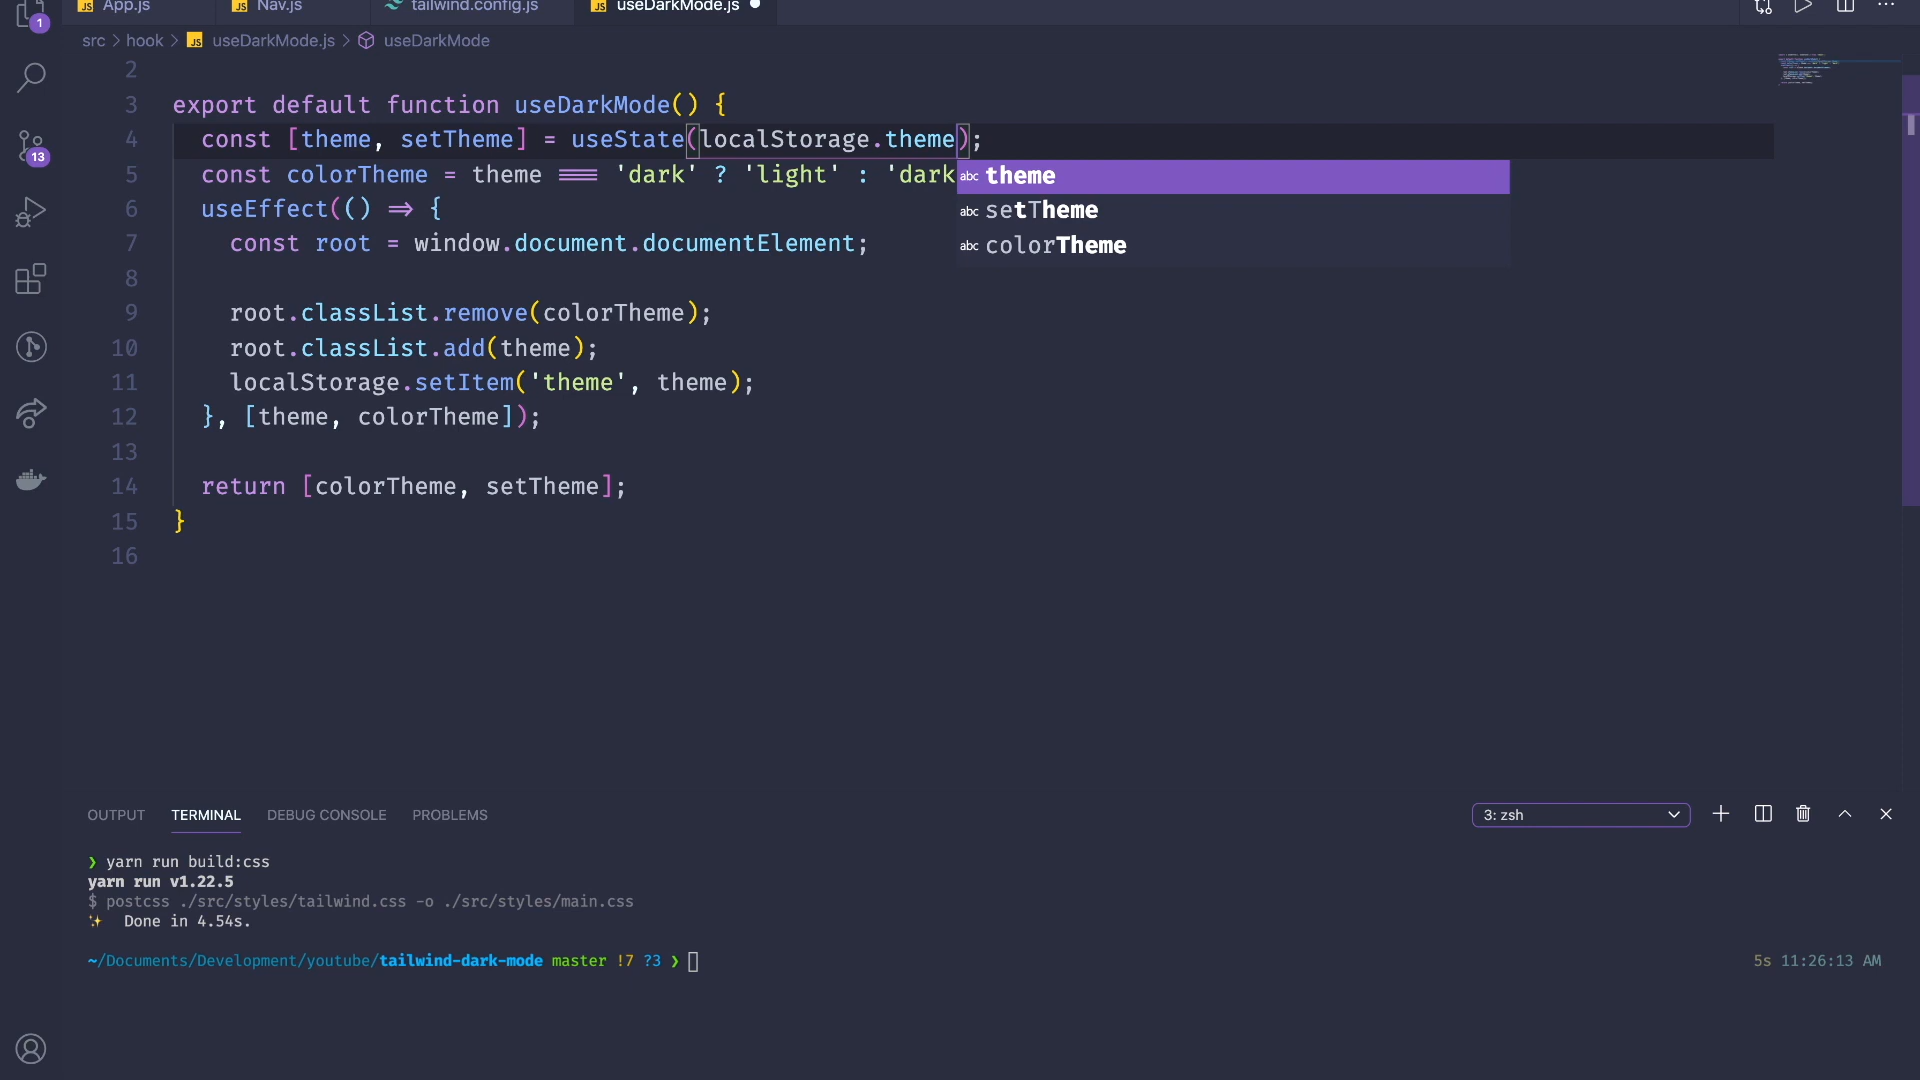 App.js
Nav.js
tailwind.config.js
useDarkMode.js
1
src > hook > JS useDarkMode.js > useDarkMode
2
3 export default function useDarkMode() {
4 const [theme, setTheme] = useState(localStorage.theme);
5 const colorTheme = theme === 'dark' ? 'light' : 'dark
abc theme
6 useEffect(() => {
abc setTheme
7 const root = window.document.documentElement;
abc colorTheme
8
9 root.classList.remove(colorTheme);
10 root.classList.add(theme);
11 localStorage.setItem('theme', theme);
12 }, [theme, colorTheme]);
13
14 return [colorTheme, setTheme];
15 }
16
13
OUTPUT TERMINAL DEBUG CONSOLE PROBLEMS
3: zsh
❯ yarn run build:css
yarn run v1.22.5
$ postcss ./src/styles/tailwind.css -o ./src/styles/main.css
✨ Done in 4.54s.
~/Documents/Development/youtube/tailwind-dark-mode master !7 ?3 ❯
5s 11:26:13 AM